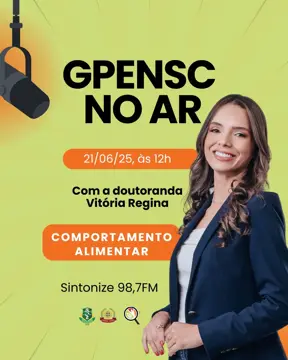 GPENSC
NO AR
21/06/25, às 12h
Com a doutoranda
Vitória Regina
COMPORTAMENTO
ALIMENTAR
Sintonize 98,7FM